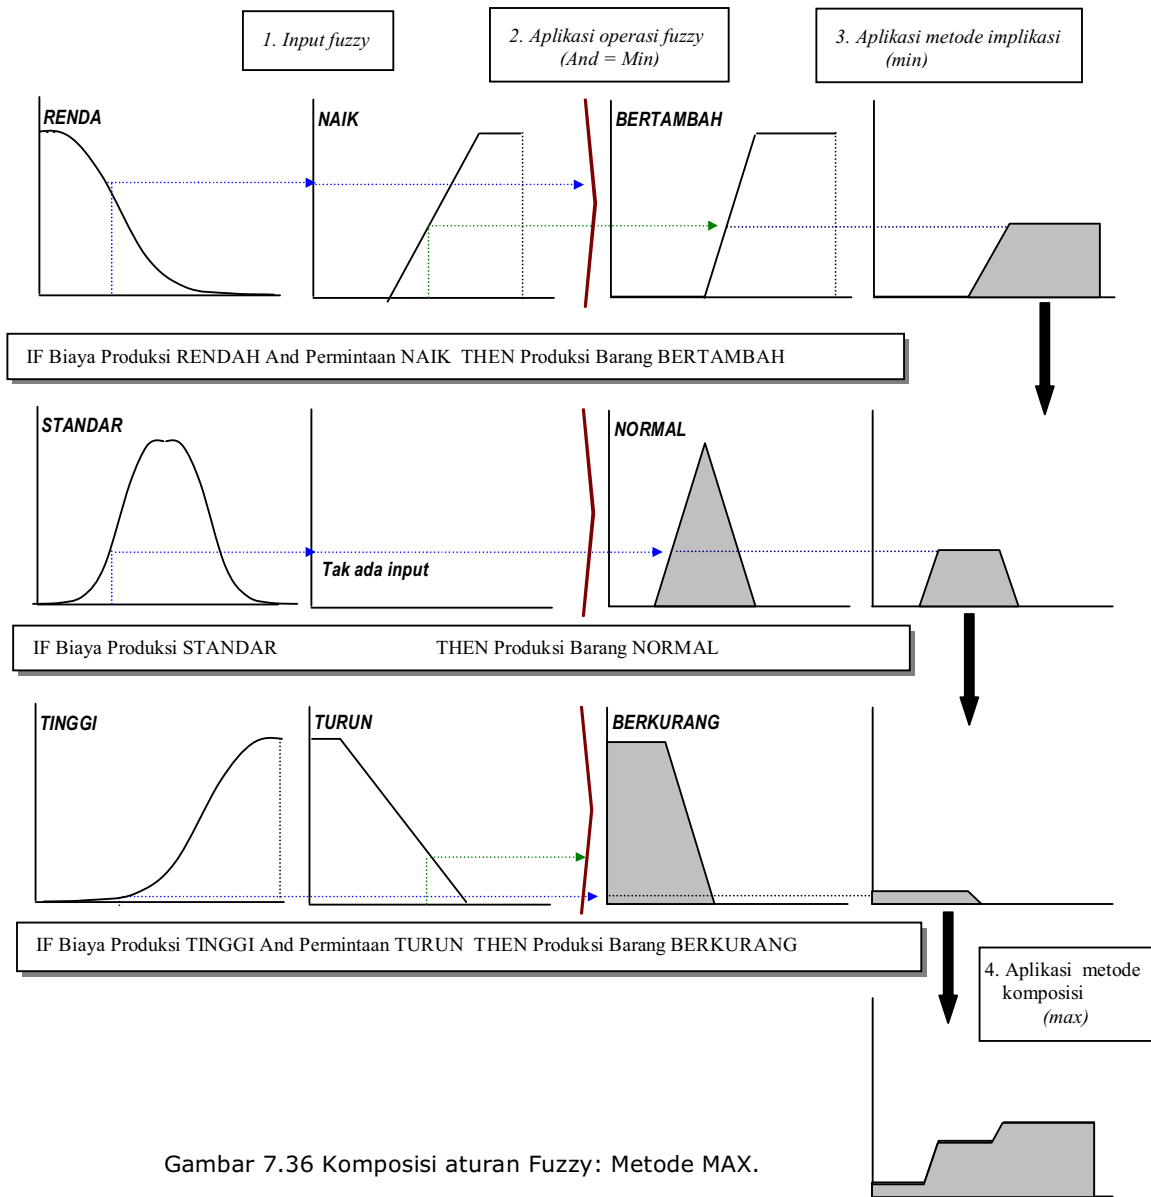 1. Input fuzzy
2. Aplikasi operasi fuzzy
(And = Min)
3. Aplikasi metode implikasi
(min)
RENDA
NAIK
BERTAMBAH
IF Biaya Produksi RENDAH And Permintaan NAIK THEN Produksi Barang BERTAMBAH
STANDAR
Tak ada input
NORMAL
IF Biaya Produksi STANDAR THEN Produksi Barang NORMAL
TINGGI
TURUN
BERKURANG
IF Biaya Produksi TINGGI And Permintaan TURUN THEN Produksi Barang BERKURANG
4. Aplikasi metode
komposisi
(max)
Gambar 7.36 Komposisi aturan Fuzzy: Metode MAX.